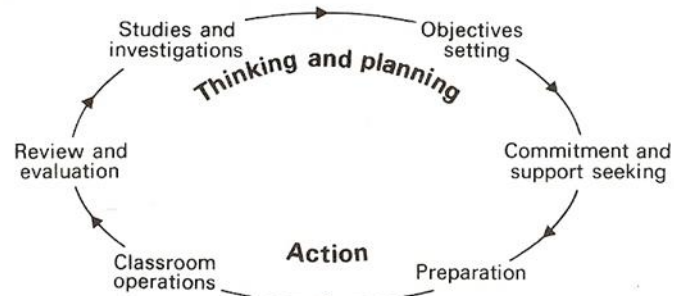 Studies and
investigations
Objectives
setting
Thinking and planning
Review and
evaluation
Commitment and
support seeking
Action
Classroom
operations
Preparation